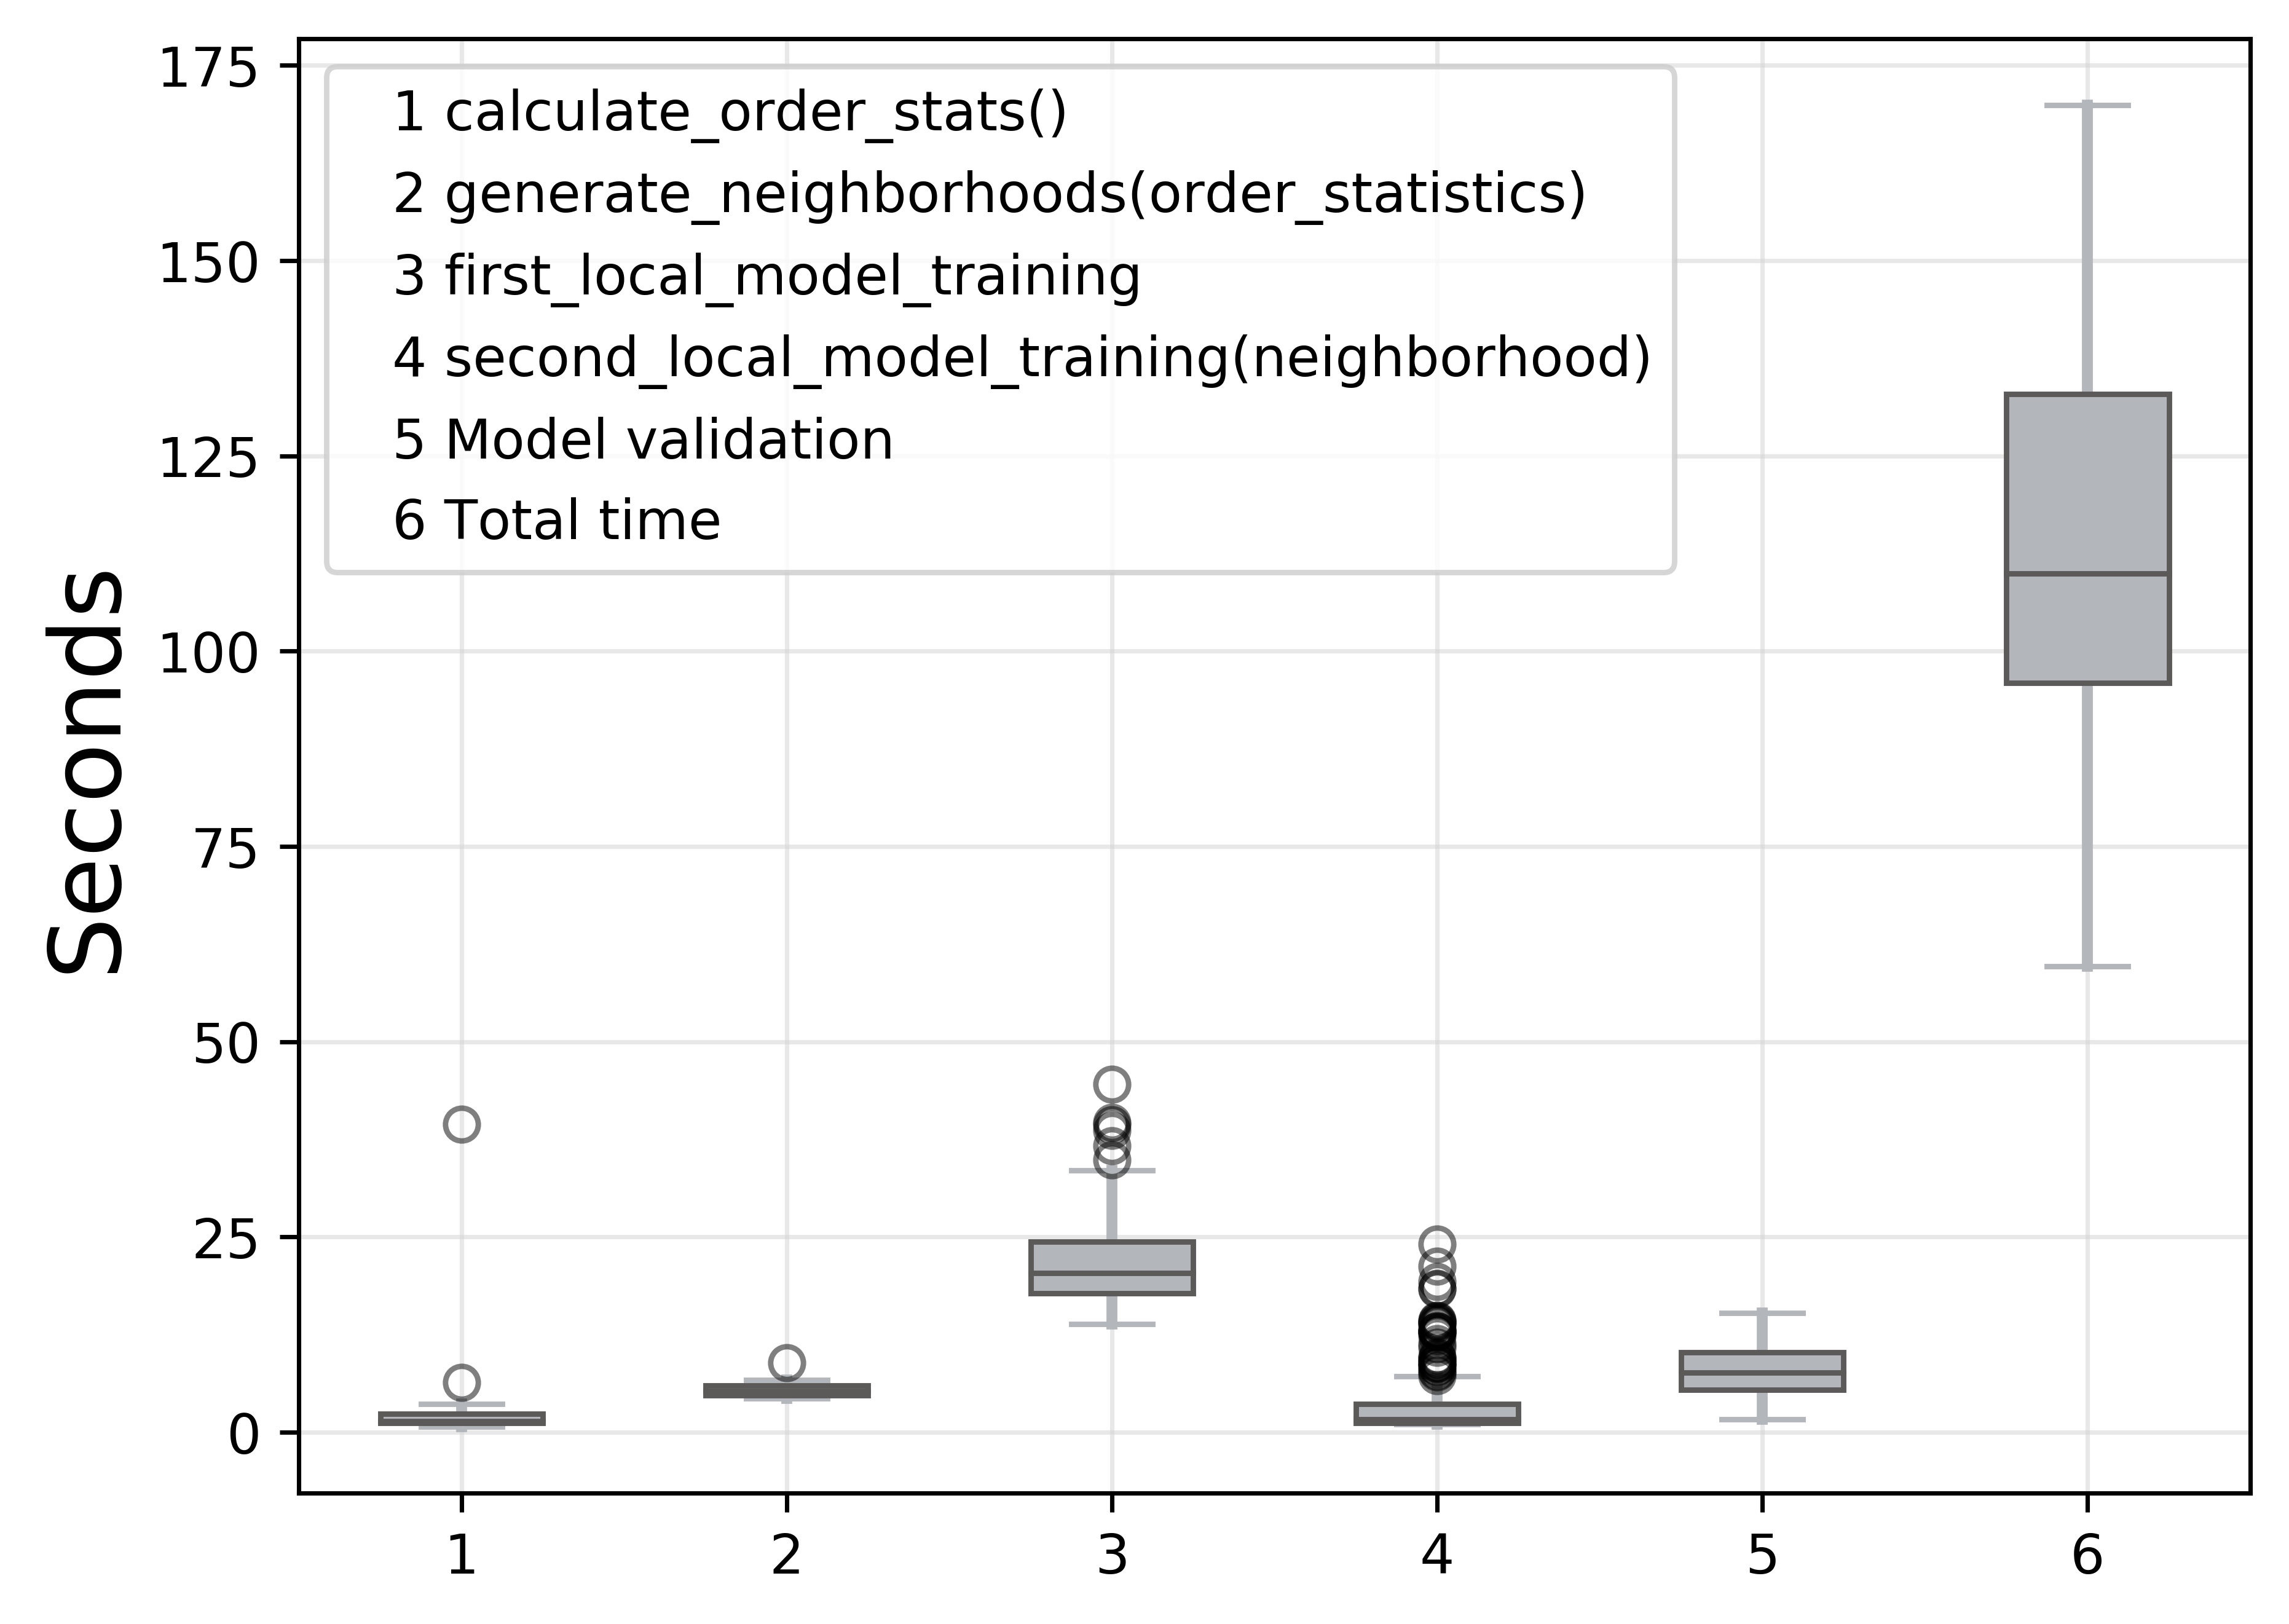 175
150
125
100
75
50
25
0
Seconds
1 calculate_order_stats()
2 generate_neighborhoods(order_statistics)
3 first_local_model_training
4 second_local_model_training(neighborhood)
5 Model validation
6 Total time
1 2 3 4 5 6